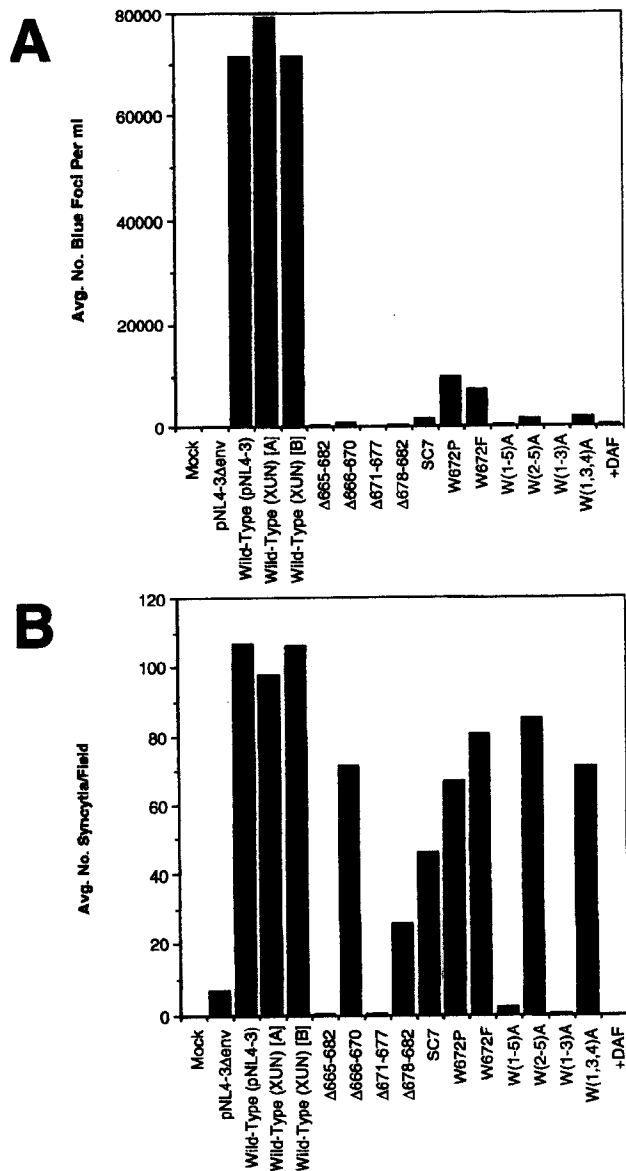 A
80000
60000
40000
20000
0
Avg. No. Blue Foci Per ml
Mock
pNL4-3Δenv
Wild-Type (pNL4-3)
Wild-Type (XUN) [A]
Wild-Type (XUN) [B]
Δ665-682
Δ666-670
Δ671-677
Δ678-682
SC7
W672P
W672F
W(1-5)A
W(2-5)A
W(1-3)A
W(1,3,4)A
+DAF
B
120
100
80
60
40
20
0
Avg. No. Syncytia/Field
Mock
pNL4-3Δenv
Wild-Type (pNL4-3)
Wild-Type (XUN) [A]
Wild-Type (XUN) [B]
Δ665-682
Δ666-670
Δ671-677
Δ678-682
SC7
W672P
W672F
W(1-5)A
W(2-5)A
W(1-3)A
W(1,3,4)A
+DAF